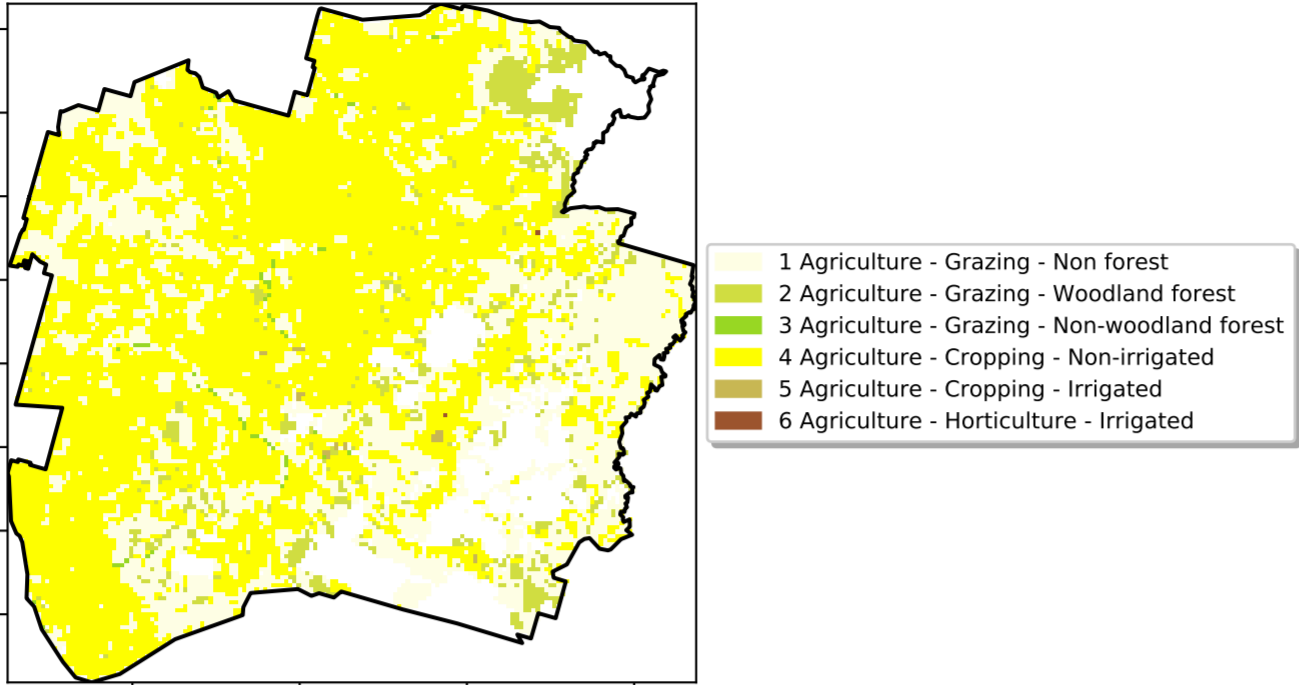 1 Agriculture - Grazing - Non forest
2 Agriculture - Grazing - Woodland forest
3 Agriculture - Grazing - Non-woodland forest
4 Agriculture - Cropping - Non-irrigated
5 Agriculture - Cropping - Irrigated
6 Agriculture - Horticulture - Irrigated